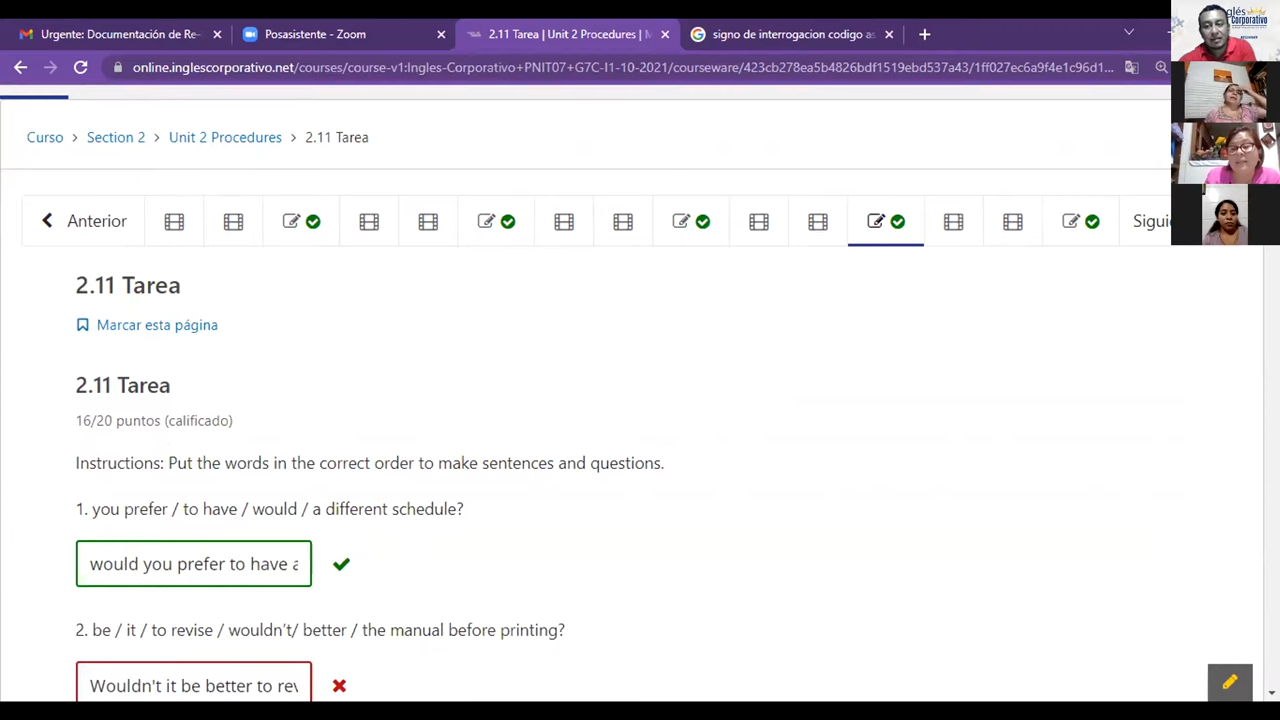 Urgente: Documentación de Re-
Posasistente - Zoom
2.11 Tarea | Unit 2 Procedures |
signo de interrogacion codigo as
online.inglescorporativo.net/courses/course-v1:Ingles-Corporativo+PNIT07+G7C-I1-10-2021/courseware/423cb278ea5b4826bdf1519ebd537a43/1ff027ec6a9f4e1c96d1...
Inglés
Corporativo
Curso > Section 2 > Unit 2 Procedures > 2.11 Tarea
Anterior
Siguie
2.11 Tarea
Marcar esta página
2.11 Tarea
16/20 puntos (calificado)
Instructions: Put the words in the correct order to make sentences and questions.
1. you prefer / to have / would / a different schedule?
would you prefer to have a
2. be / it / to revise / wouldn't/ better / the manual before printing?
Wouldn't it be better to rev